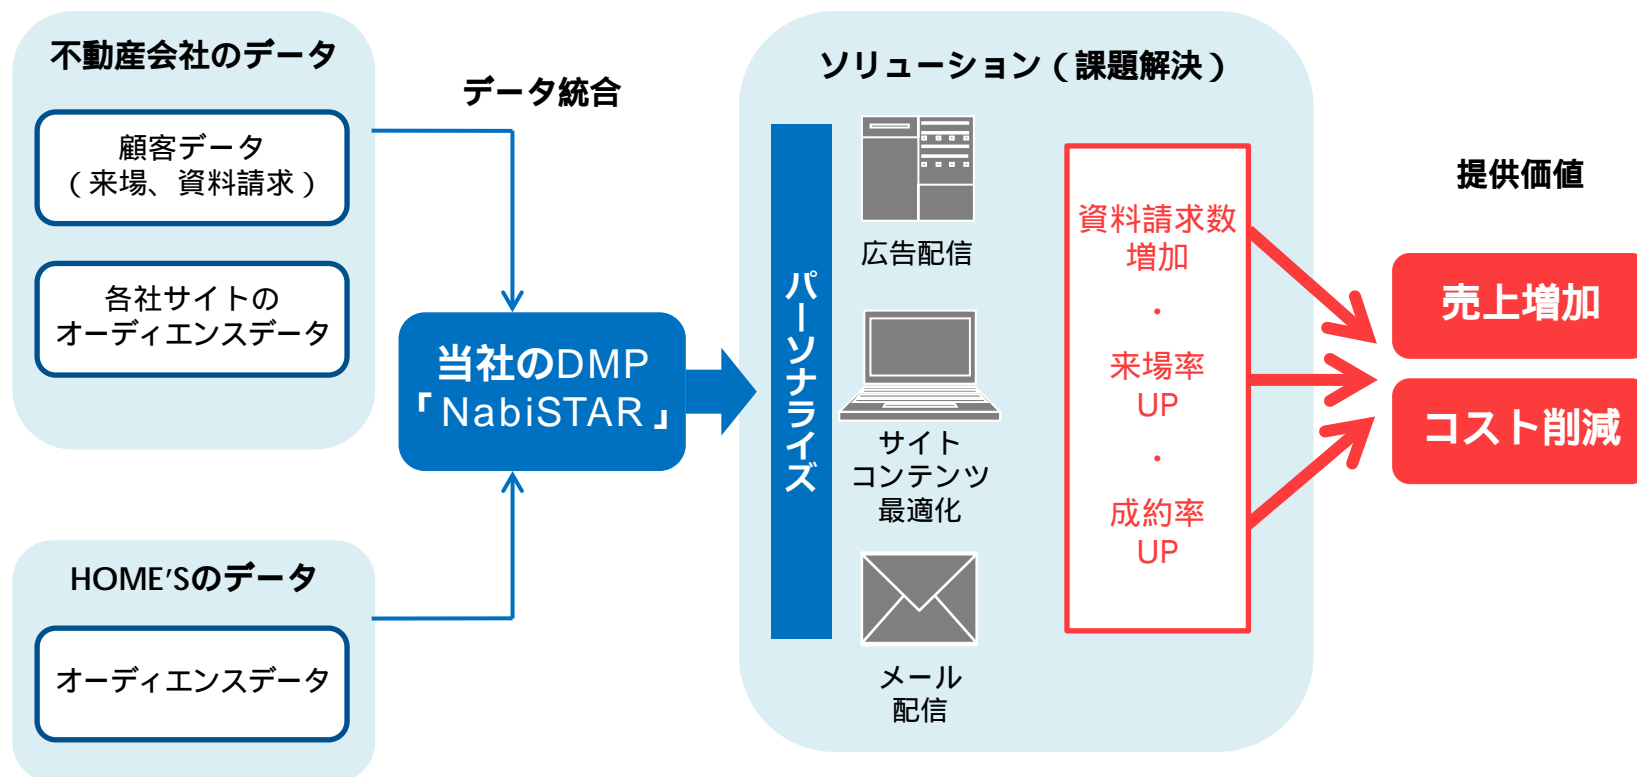 不動産会社のデータ
顧客データ
（来場、資料請求）
各社サイトの
オーディエンスデータ
HOME'Sのデータ
オーディエンスデータ
データ統合
当社のDMP
「NabiSTAR」
ソリューション（課題解決）
パーソナライズ
広告配信
サイト
コンテンツ
最適化
メール
配信
資料請求数
増加
・
来場率
UP
・
成約率
UP
提供価値
売上増加
コスト削減